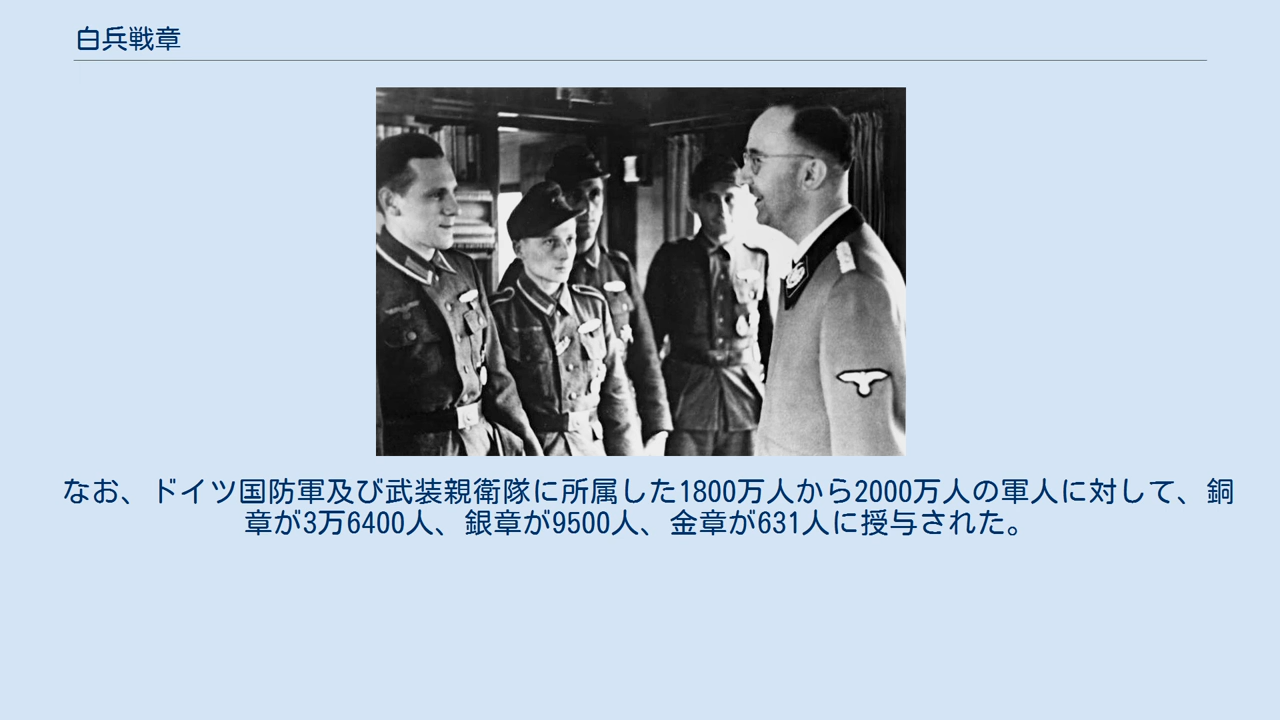 白兵戦章
なお、ドイツ国防軍及び武装親衛隊に所属した1800万人から2000万人の軍人に対して、銅
章が3万6400人、銀章が9500人、金章が631人に授与された。